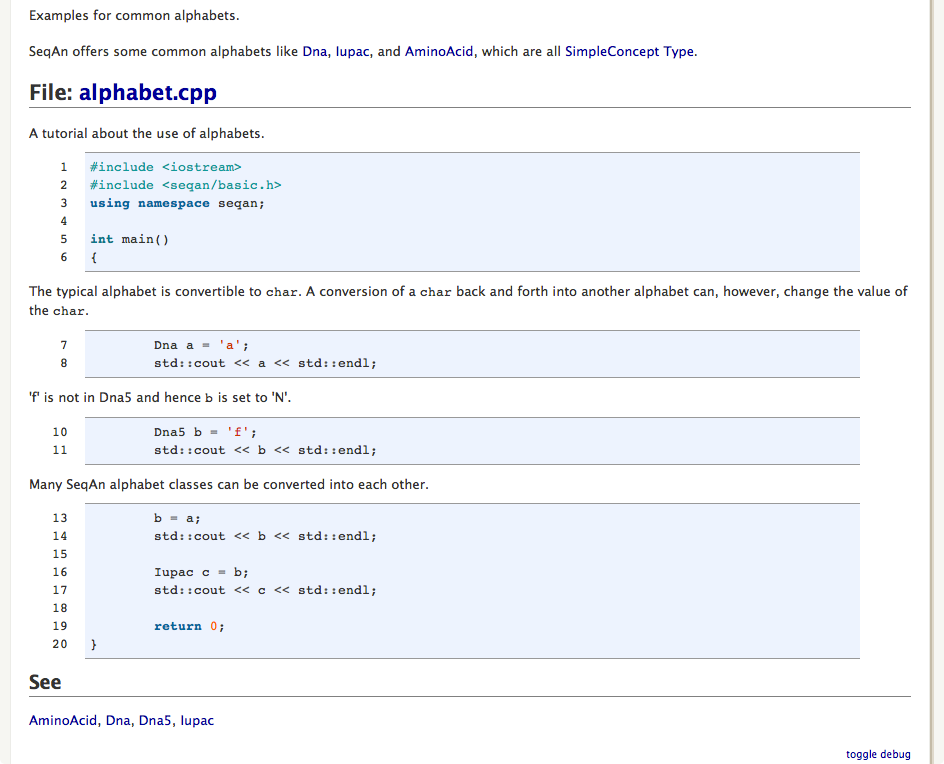 Examples for common alphabets.
SeqAn offers some common alphabets like Dna, Iupac, and AminoAcid, which are all SimpleConcept Type.
File: alphabet.cpp
A tutorial about the use of alphabets.
1 #include <iostream>
2 #include <seqan/basic.h>
3 using namespace seqan;
4
5 int main()
6 {
The typical alphabet is convertible to char. A conversion of a char back and forth into another alphabet can, however, change the value of
the char.
7 Dna a = 'a';
8 std::cout << a << std::endl;
'f' is not in Dna5 and hence b is set to 'N'.
10 Dna5 b = 'f';
11 std::cout << b << std::endl;
Many SeqAn alphabet classes can be converted into each other.
13 b = a;
14 std::cout << b << std::endl;
15
16 Iupac c = b;
17 std::cout << c << std::endl;
18
19 return 0;
20 }
See
AminoAcid, Dna, Dna5, Iupac
toggle debug